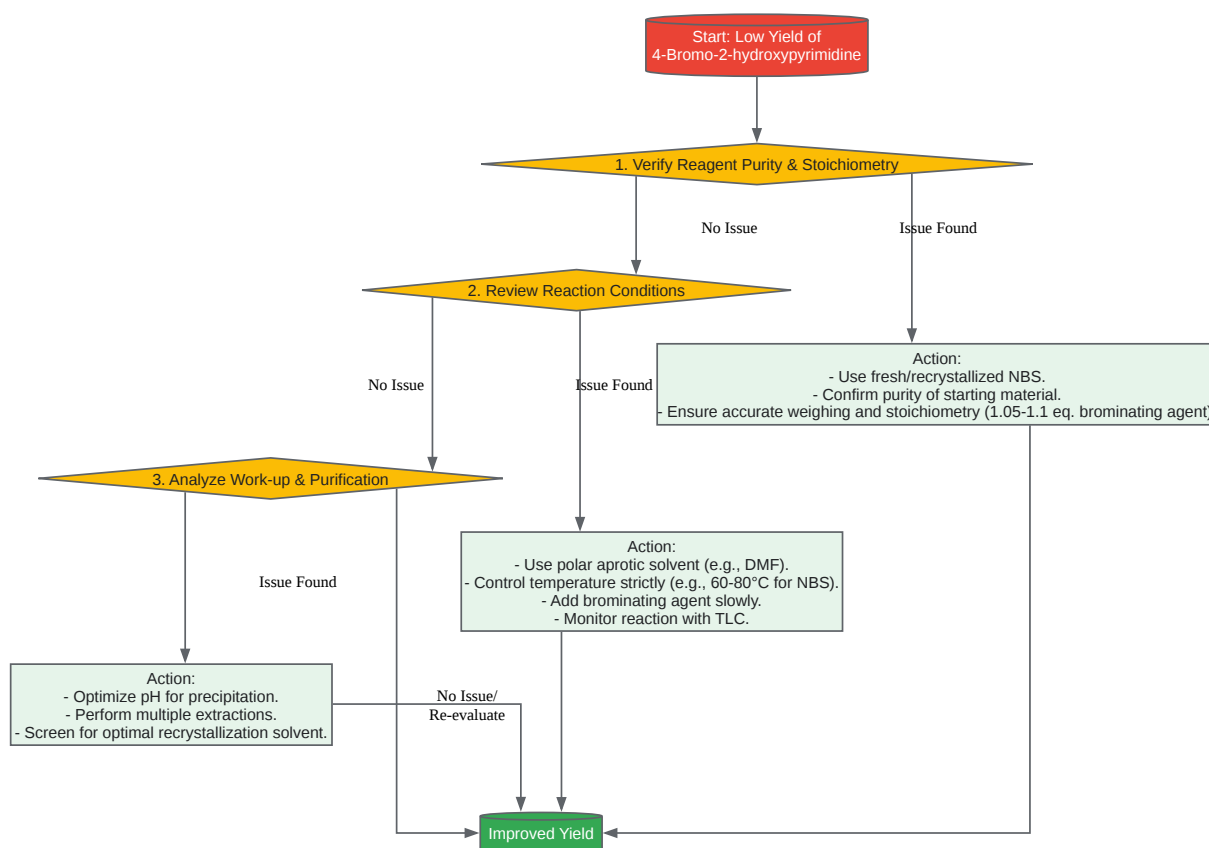 Start: Low Yield of
4-Bromo-2-hydroxypyrimidine
1. Verify Reagent Purity & Stoichiometry
No Issue
Issue Found
2. Review Reaction Conditions
No Issue
Issue Found
Action:
- Use fresh/recrystallized NBS.
- Confirm purity of starting material.
- Ensure accurate weighing and stoichiometry (1.05-1.1 eq. brominating agent)
3. Analyze Work-up & Purification
Issue Found
Action:
- Use polar aprotic solvent (e.g., DMF).
- Control temperature strictly (e.g., 60-80°C for NBS).
- Add brominating agent slowly.
- Monitor reaction with TLC.
Action:
- Optimize pH for precipitation.
- Perform multiple extractions.
- Screen for optimal recrystallization solvent.
No Issue/
Re-evaluate
Improved Yield